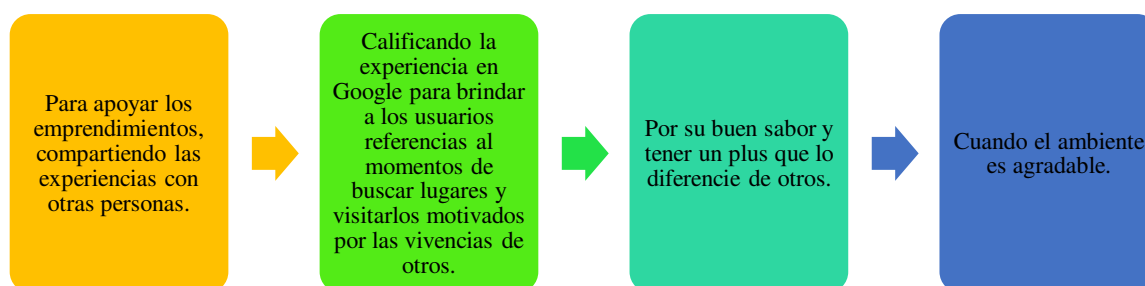 Para apoyar los
emprendimientos,
compartiendo las
experiencias con
otras personas.
Calificando la
experiencia en
Google para brindar
a los usuarios
referencias al
momentos de
buscar lugares y
visitarlos motivados
por las vivencias de
otros.
Por su buen sabor y
tener un plus que lo
diferencie de otros.
Cuando el ambiente
es agradable.